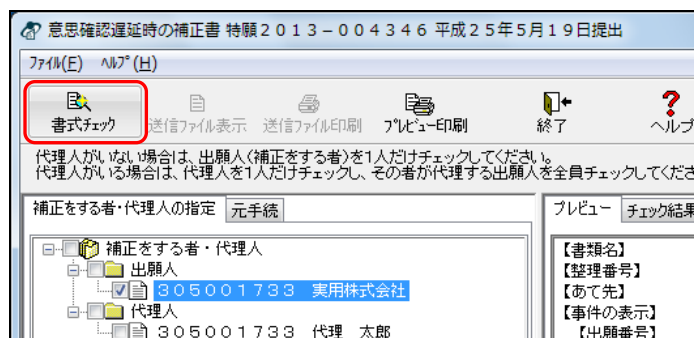 意思確認遅延時の補正書 特願２０１３－００４３４６ 平成２５年５月１９日提出
ﾌｧｲﾙ(F) ﾍﾙﾌﾟ(H)
書式ﾁｪｯｸ 送信ﾌｧｲﾙ表示 送信ﾌｧｲﾙ印刷 ﾌﾟﾚﾋﾞｭｰ印刷 終了 ヘルプ
代理人がいない場合は、出願人(補正をする者)を1人だけチェックしてください。
代理人がいる場合は、代理人を1人だけチェックし、その者が代理する出願人を全員チェックしてくださ
補正をする者・代理人の指定 元手続 プレビュー チェック結果
補正をする者・代理人
出願人
３０５００１７３３ 実用株式会社
代理人
３０５００１７３３ 代理 太郎
【書類名】
【整理番号】
【あて先】
【事件の表示】
【出願番号】